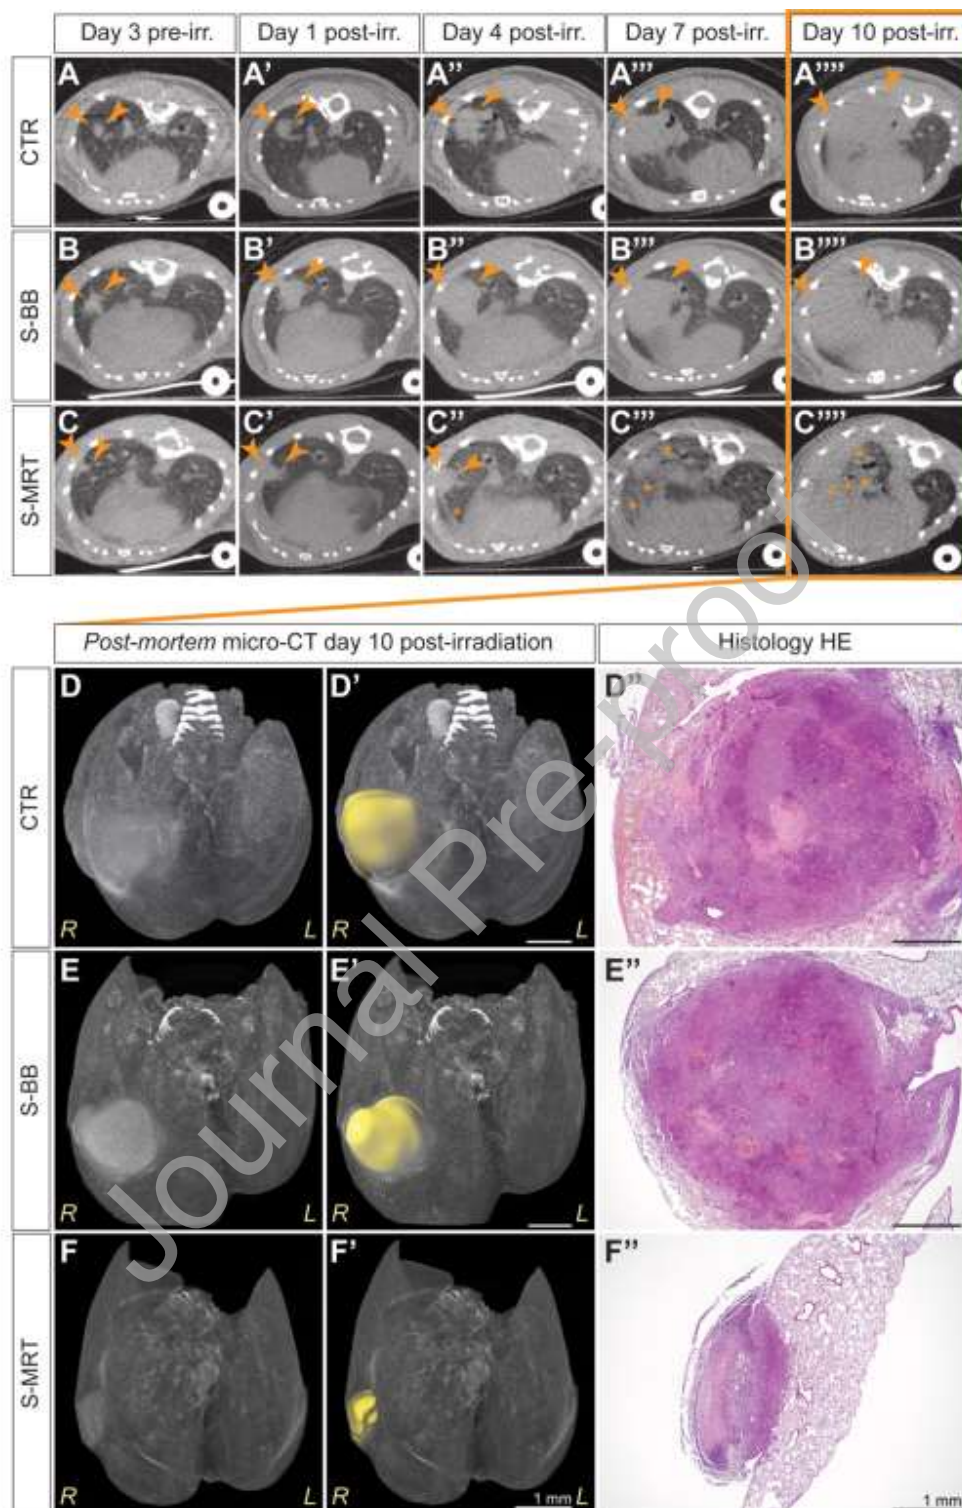 Day 3 pre-irr. Day 1 post-irr. Day 4 post-irr. Day 7 post-irr. Day 10 post-irr.
CTR
A A' A'' A''' A''''
S-BB
B B' B'' B''' B''''
S-MRT
C C' C'' C''' C''''
Post-mortem micro-CT day 10 post-irradiation Histology HE
CTR
D D' D''
R L R L
S-BB
E E' E''
R L R L
S-MRT
F F' F''
R L R L 1 mm 1 mm
Journal Pre-proof